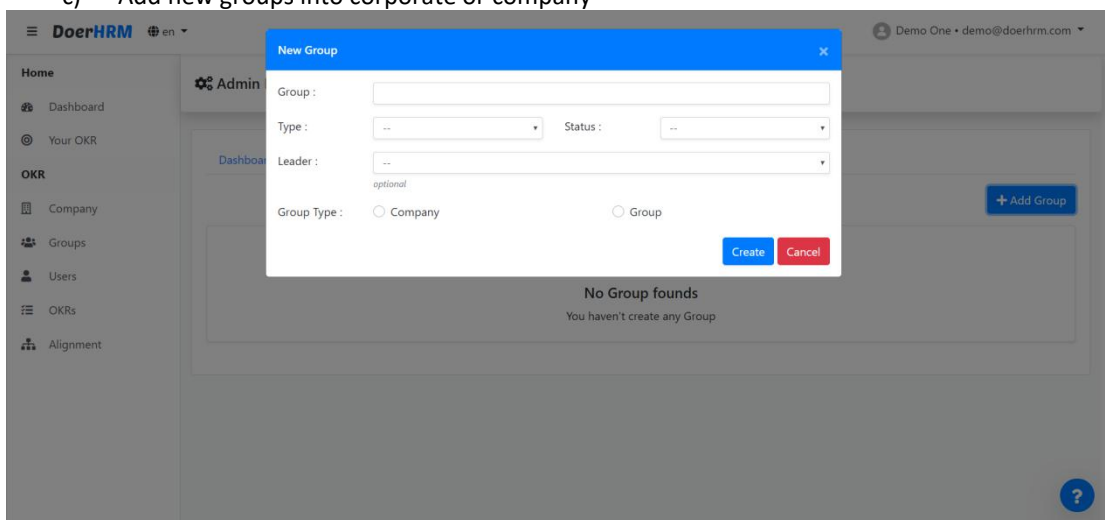 c) Add new groups into corporate or company
DoerHRM en
Demo One • demo@doerhrm.com
New Group ×
Home
Admin
Dashboard
Your OKR
OKR
Company
Groups
Users
OKRs
Alignment
Dashboa
Group :
Type : -- Status : --
Leader : --
optional
Group Type : Company Group
Create Cancel
+ Add Group
No Group founds
You haven't create any Group
?